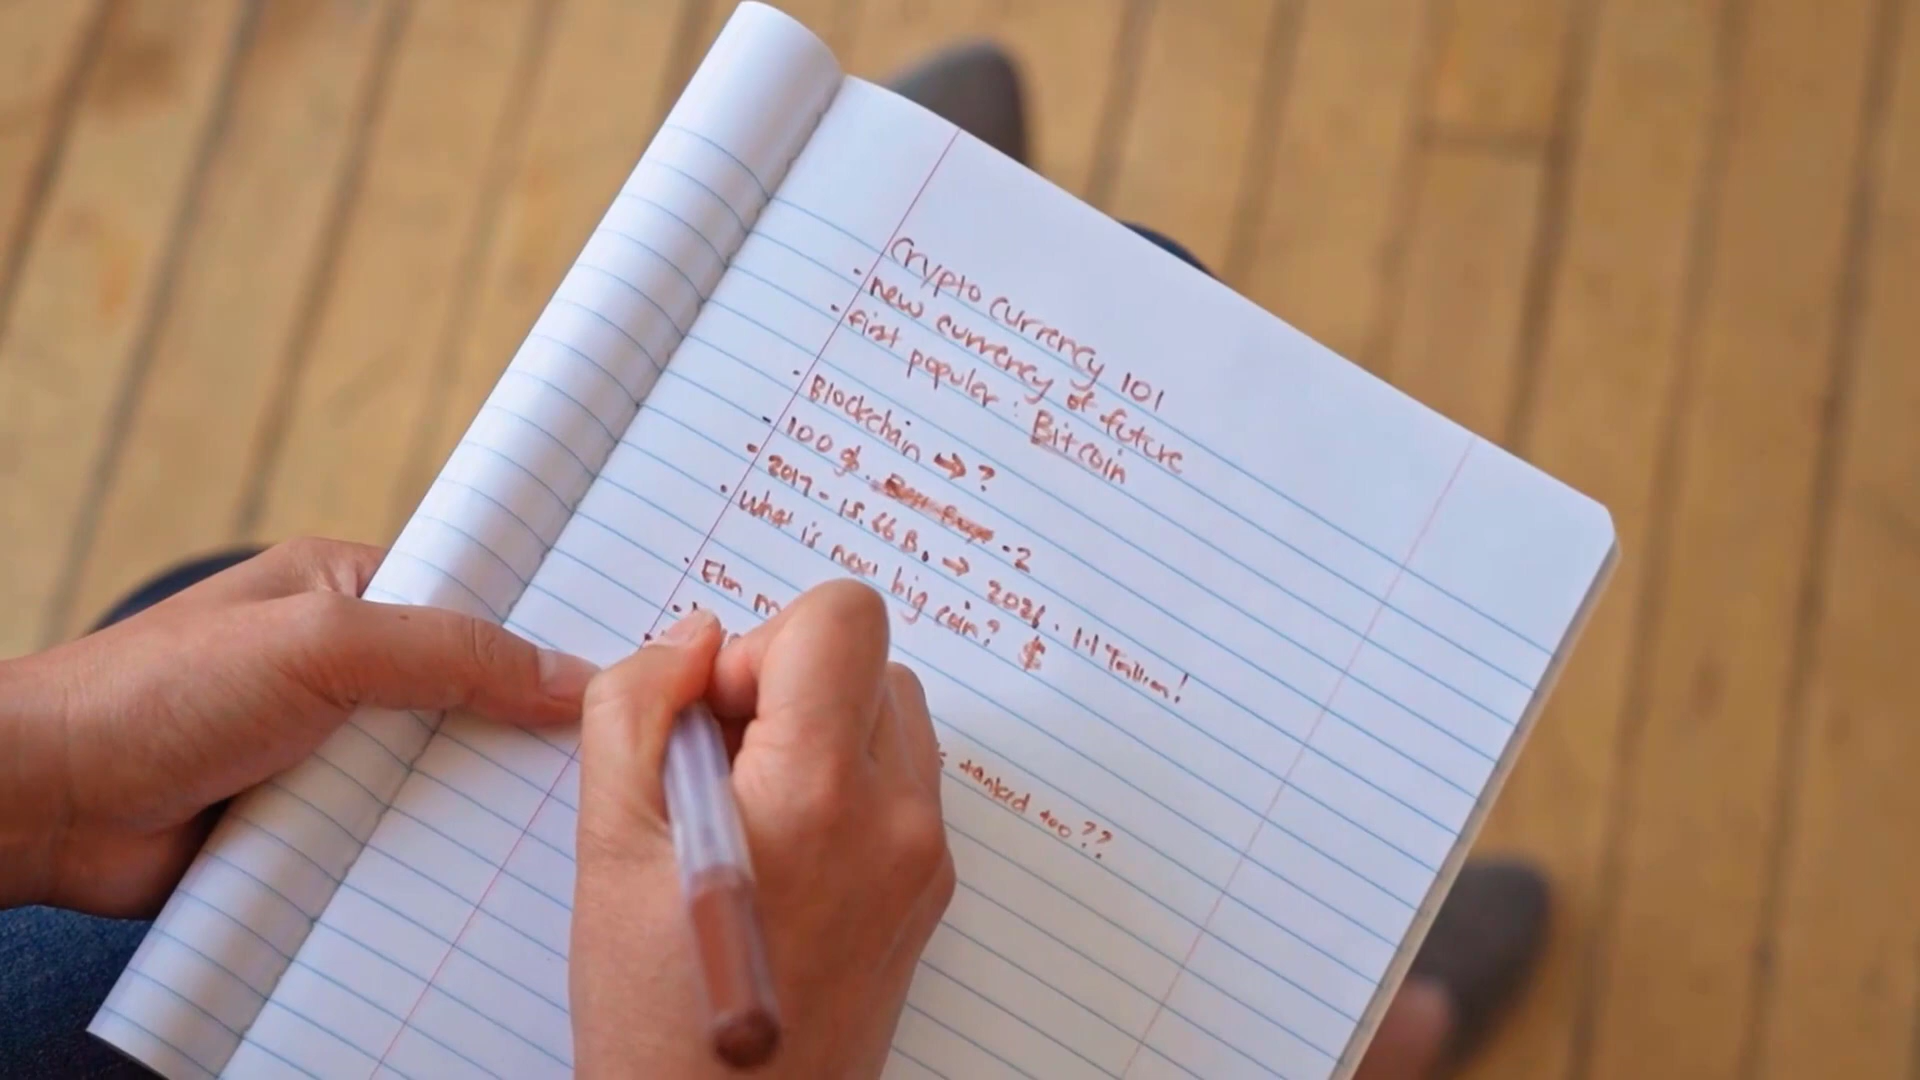 Crypto Currency 101
• new currency of future
• first popular : Bitcoin
• Blockchain → ?
• 100 $.
• 2017 - 15.66 B. → 2021. 1.1 Trillion!
• What is next big coin? $
• Elon
tanked too??